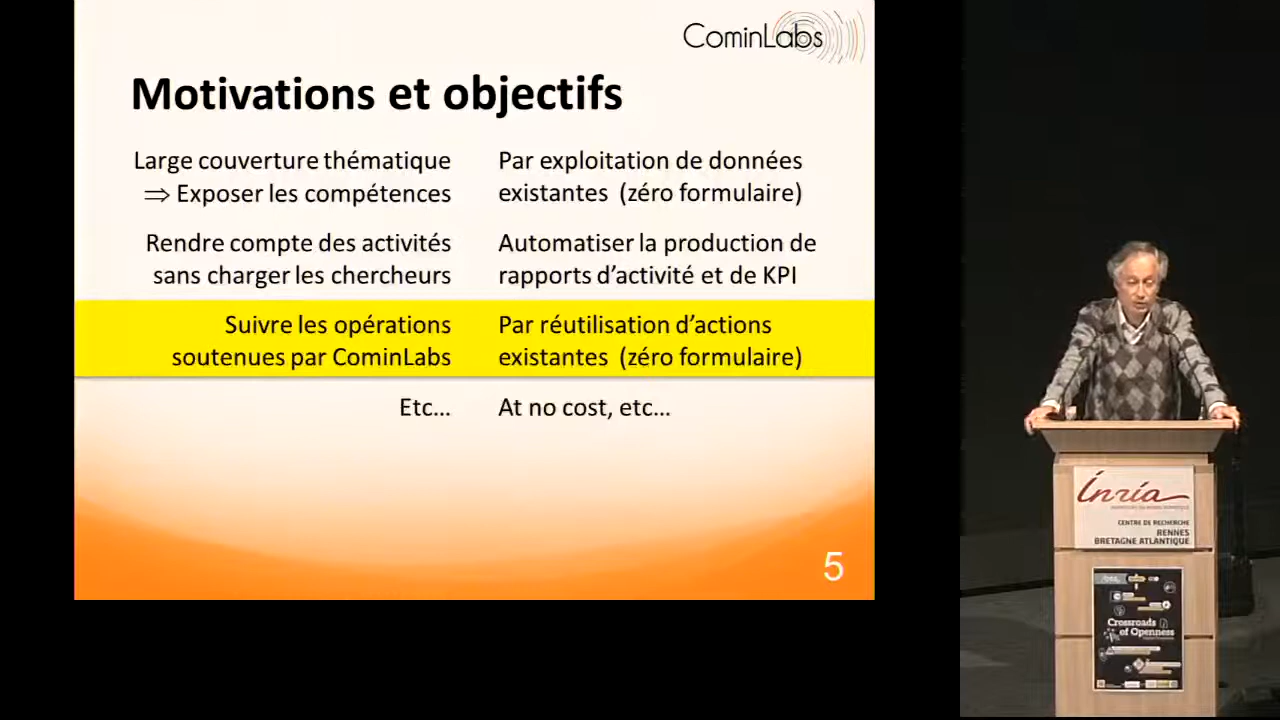 CominLabs
Motivations et objectifs
Large couverture thématique
⇒ Exposer les compétences
Par exploitation de données
existantes (zéro formulaire)
Rendre compte des activités
sans charger les chercheurs
Automatiser la production de
rapports d’activité et de KPI
Suivre les opérations
soutenues par CominLabs
Par réutilisation d’actions
existantes (zéro formulaire)
Etc...
At no cost, etc...
5
Inria
CENTRE DE RECHERCHE
RENNES
BRETAGNE ATLANTIQUE
Crossroads
of Openness